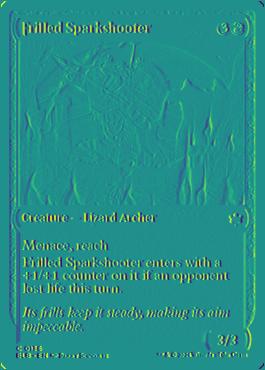 Frilled Sparkshooter
Creature - Lizard Archer
Menace, reach
Frilled Sparkshooter enters with a
+1/+1 counter on it if an opponent
lost life this turn.
Its frills keep it steady, making its aim
impeccable.
3/3